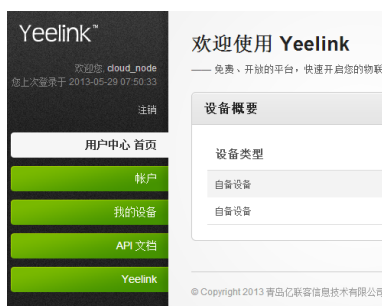 Yeelink™
欢迎您, cloud_node
您上次登录于 2013-05-29 07:50:33
注销
用户中心 首页
帐户
我的设备
API 文档
Yeelink
欢迎使用 Yeelink
—— 免费、开放的平台，快速开启您的物联
设备概要
设备类型
自备设备
自备设备
© Copyright 2013 青岛亿联客信息技术有限公司